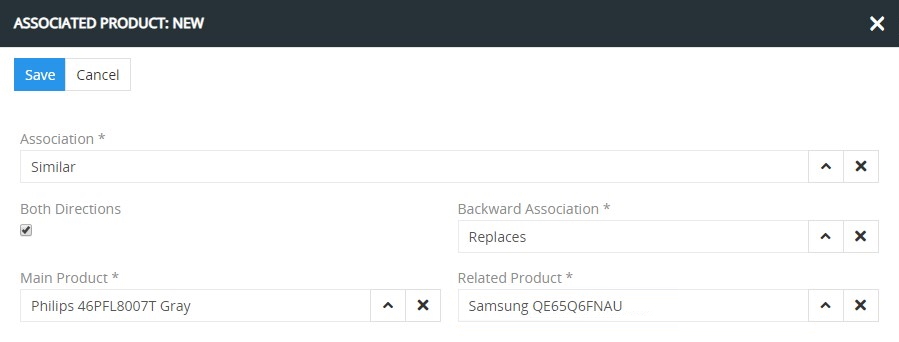 ASSOCIATED PRODUCT: NEW
Save Cancel
Association *
Similar
Both Directions Backward Association *
Replaces
Main Product * Related Product *
Philips 46PFL8007T Gray Samsung QE65Q6FNAU